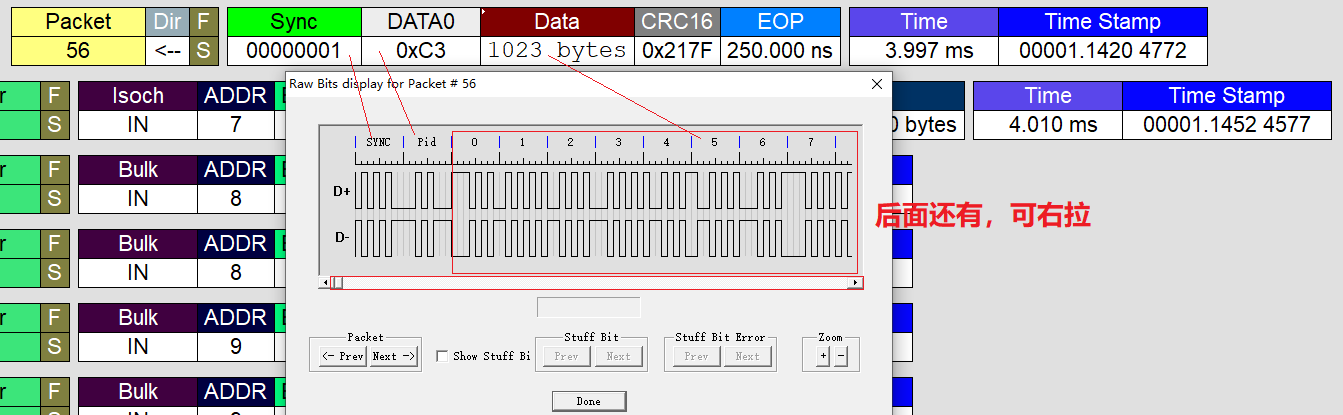 Packet Dir F Sync DATA0 Data CRC16 EOP Time Time Stamp
56 <-- S 00000001 0xC3 1023 bytes 0x217F 250.000 ns 3.997 ms 00001.1420 4772
Raw Bits display for Packet # 56
r F Isoch ADDR E Time Time Stamp
S IN 7 0 bytes 4.010 ms 00001.1452 4577
SYNC Pid 0 1 2 3 4 5 6 7
r F Bulk ADDR
D+
S IN 8
后面还有，可右拉
r F Bulk ADDR
D-
S IN 8
r F Bulk ADDR
S IN 9
Packet Stuff Bit Stuff Bit Error Zoom
<- Prev Next -> Show Stuff Bi Prev Next Prev Next + -
r F Bulk ADDR
Done